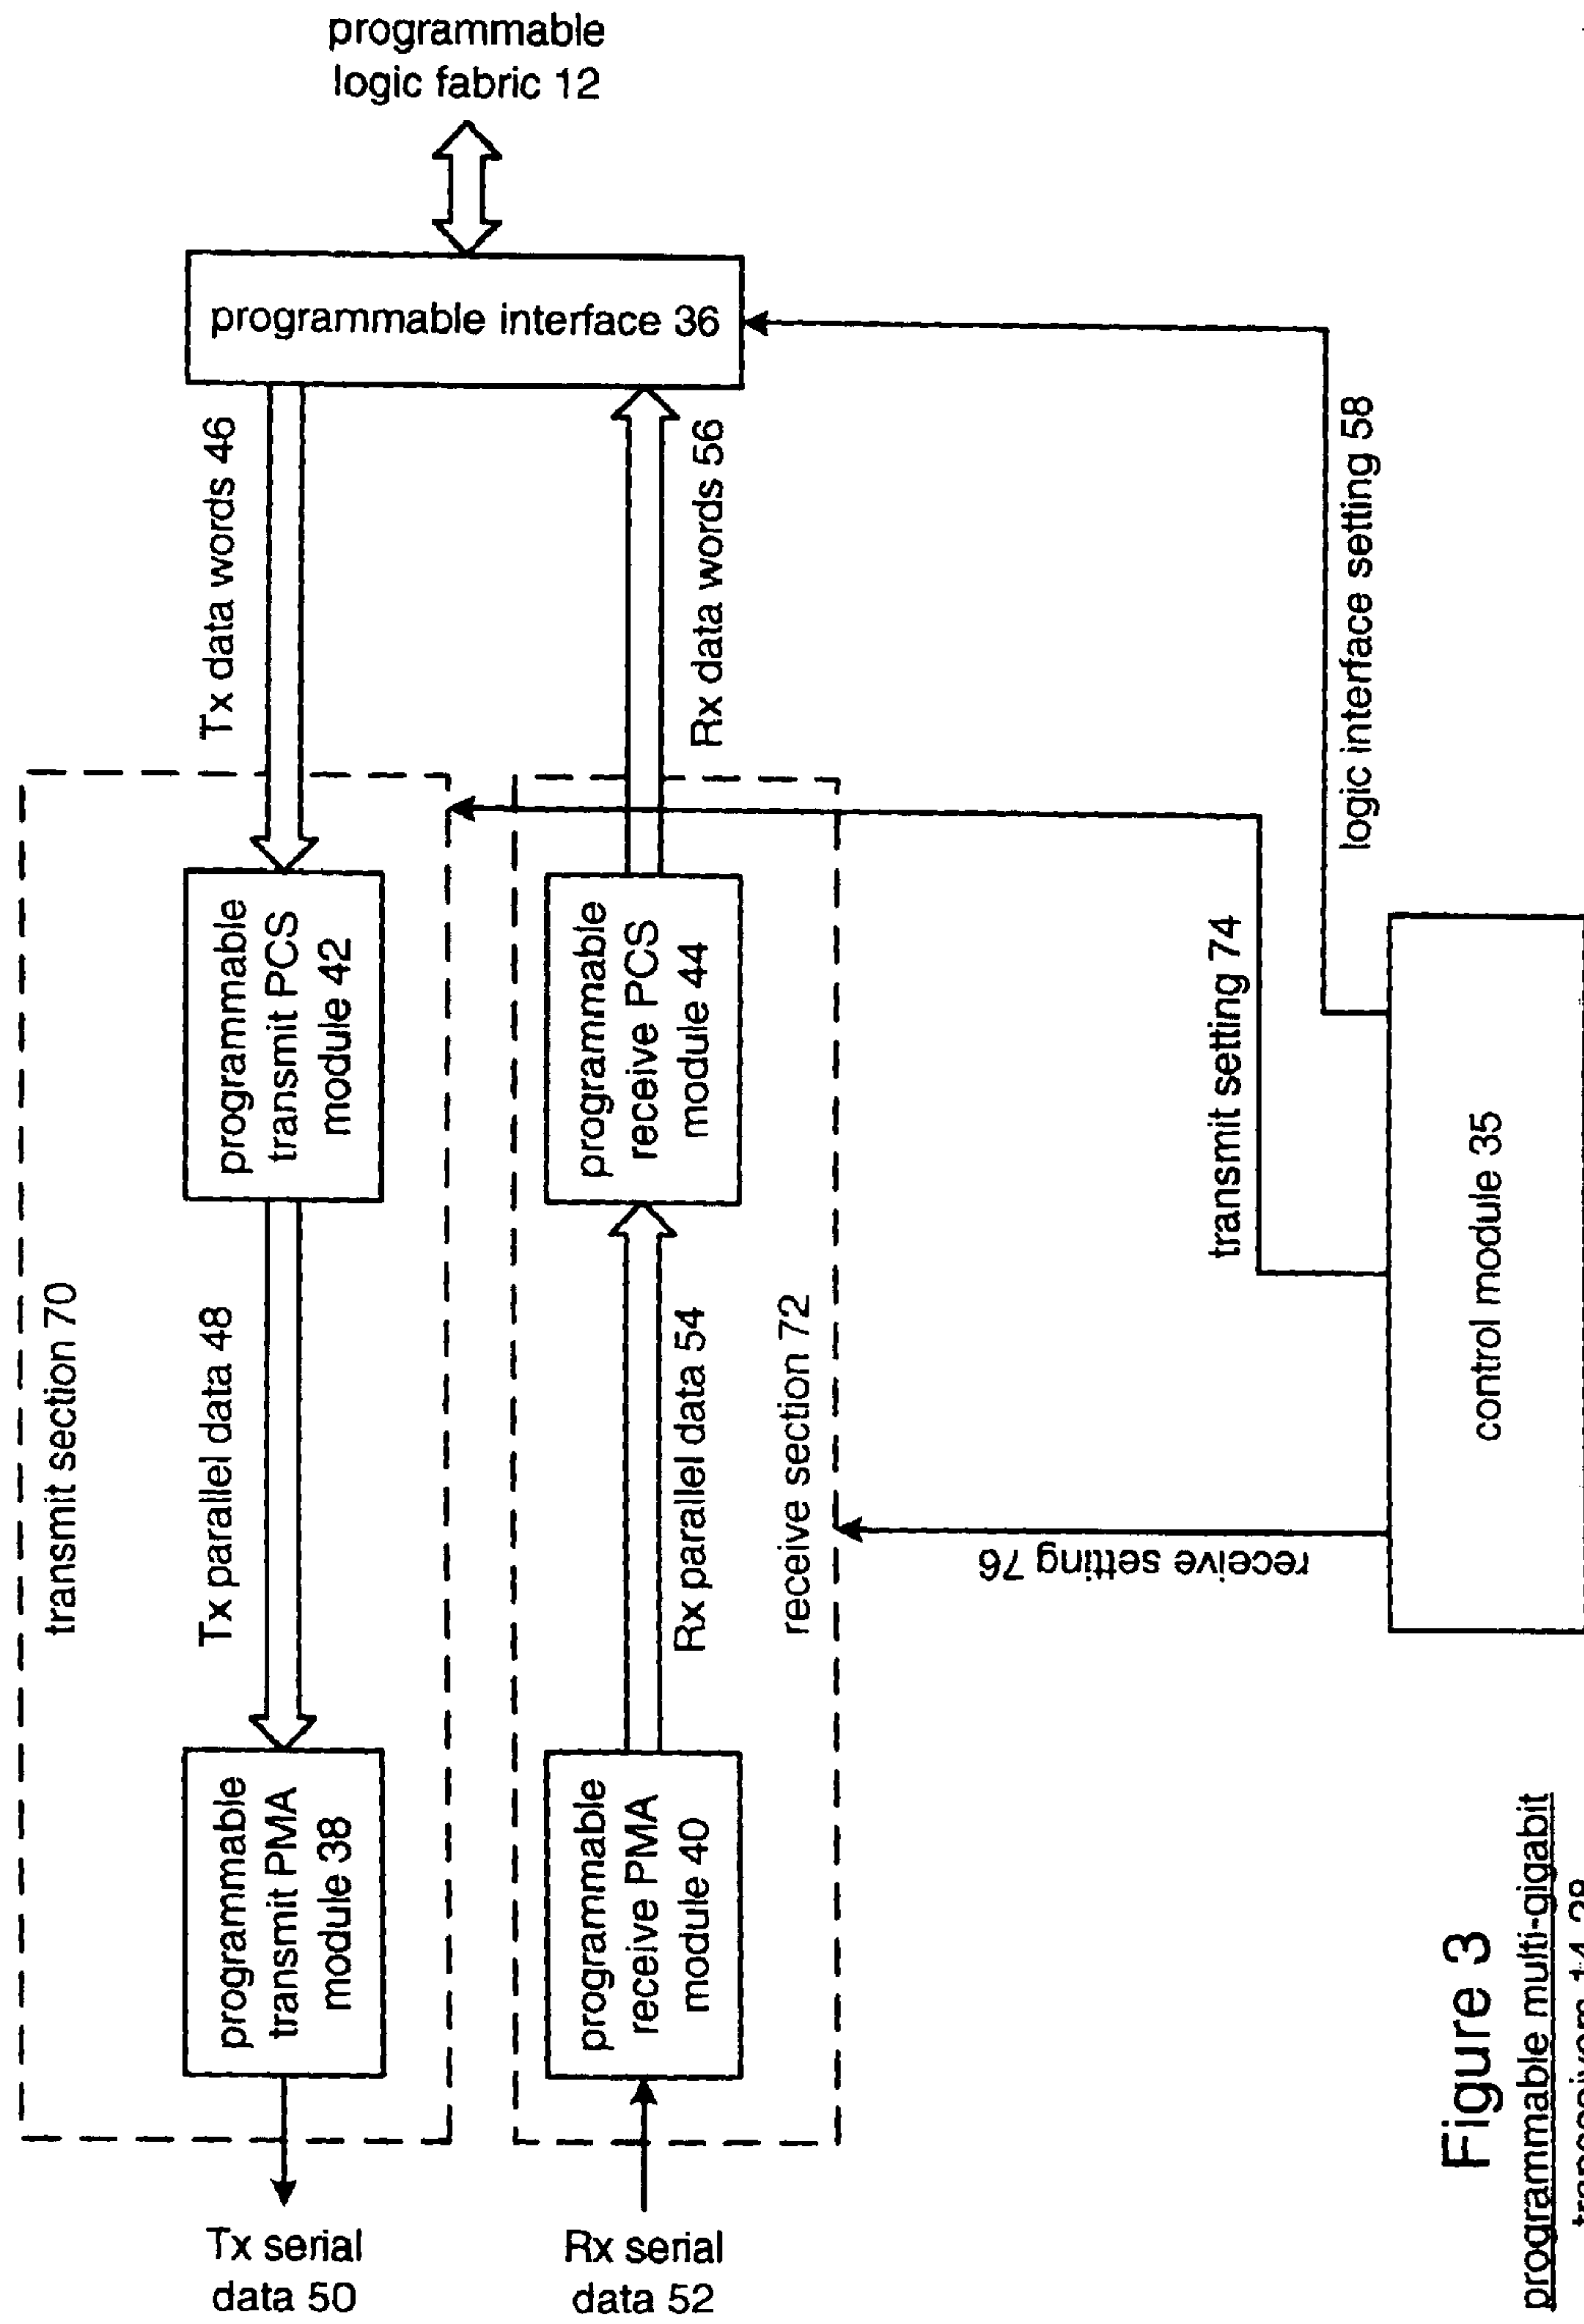 programmable
logic fabric 12
programmable interface 36
Tx data words 46
Rx data words 56
logic interface setting 58
programmable
transmit PCS
module 42
programmable
receive PCS
module 44
transmit setting 74
transmit section 70
Tx parallel data 48
Rx parallel data 54
receive section 72
receive setting 76
control module 35
programmable
transmit PMA
module 38
programmable
receive PMA
module 40
Tx serial
data 50
Rx serial
data 52
Figure 3
programmable multi-gigabit
transceiver 14-28